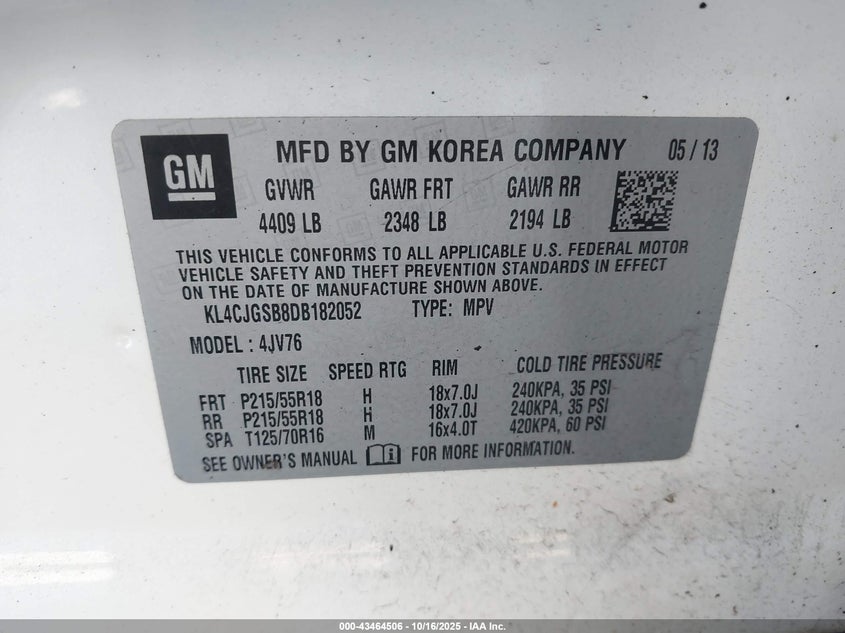 GM
MFD BY GM KOREA COMPANY 05 / 13
GVWR GAWR FRT GAWR RR
4409 LB 2348 LB 2194 LB
THIS VEHICLE CONFORMS TO ALL APPLICABLE U.S. FEDERAL MOTOR
VEHICLE SAFETY AND THEFT PREVENTION STANDARDS IN EFFECT
ON THE DATE OF MANUFACTURE SHOWN ABOVE.
KL4CJGSB8DB182052 TYPE: MPV
MODEL : 4JV76
TIRE SIZE SPEED RTG RIM COLD TIRE PRESSURE
FRT P215/55R18 H 18x7.0J 240KPA, 35 PSI
RR P215/55R18 H 18x7.0J 240KPA, 35 PSI
SPA T125/70R16 M 16x4.0T 420KPA, 60 PSI
SEE OWNER'S MANUAL FOR MORE INFORMATION.
000-43464506 - 10/16/2025 - IAA Inc.